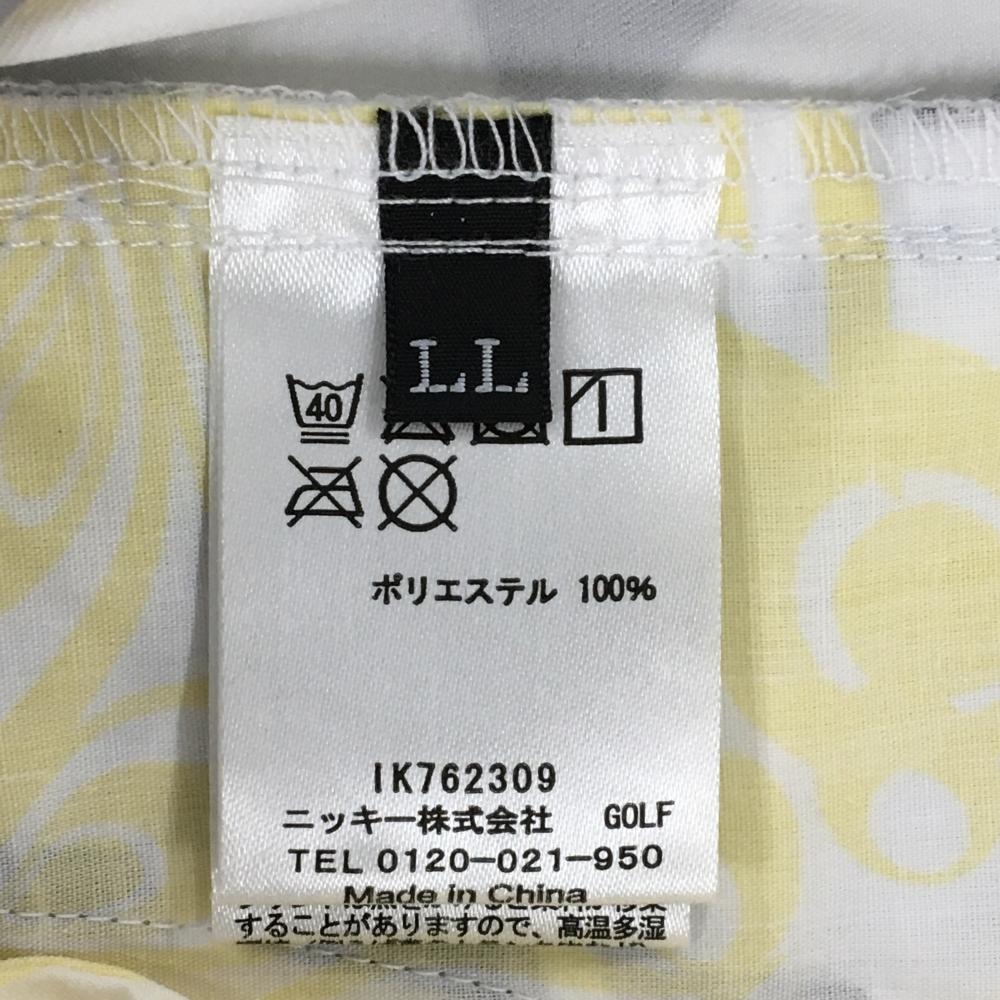 LL
40
ポリエステル 100%
IK762309
ニッキー株式会社 GOLF
TEL 0120-021-950
Made in China
することがありますので、高温多湿